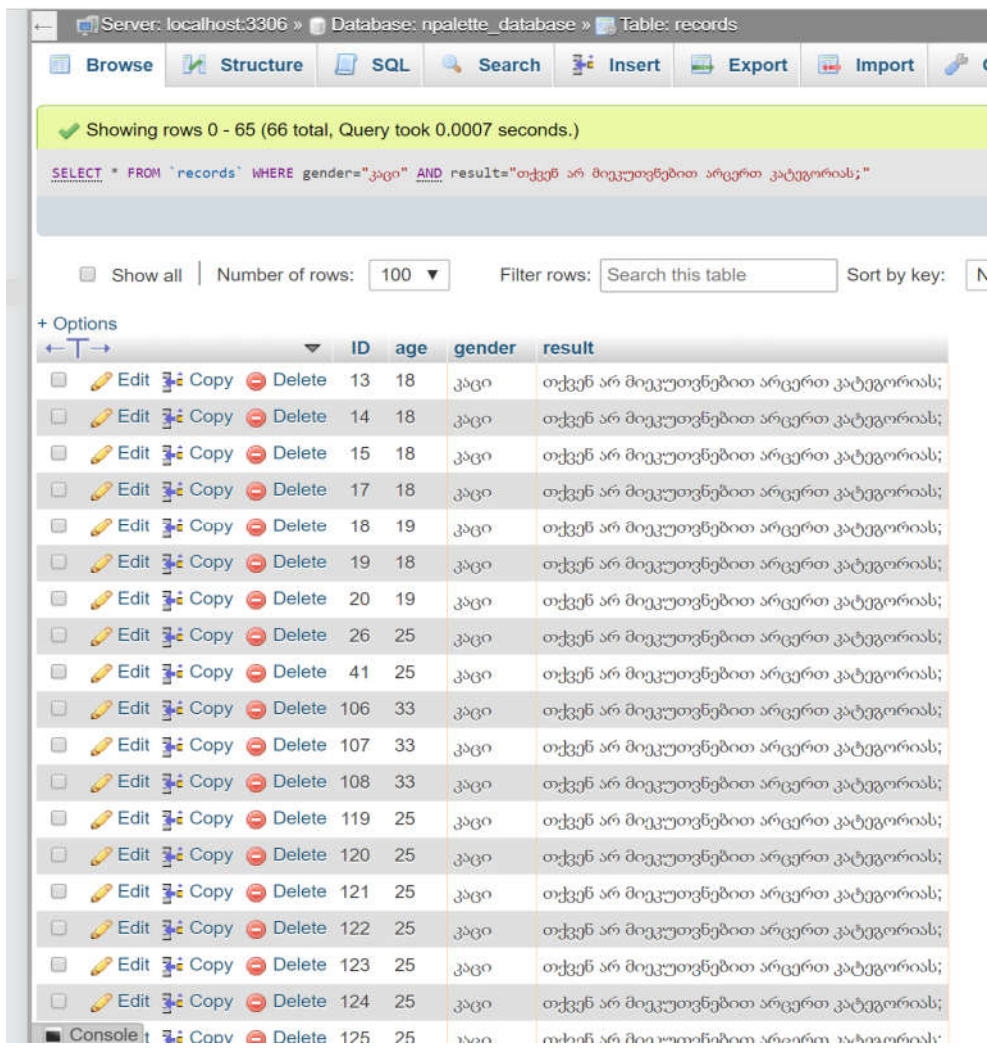 Server: localhost:3306 » Database: npalette_database » Table: records
Browse Structure SQL Search Insert Export Import
Showing rows 0 - 65 (66 total, Query took 0.0007 seconds.)
SELECT * FROM `records` WHERE gender="კაცი" AND result="თქვენ არ მიეკუთვნებით არცერთ კატეგორიას;"
Show all Number of rows: 100 Filter rows: Search this table Sort by key: N
+ Options
←T→ ID age gender result
Edit Copy Delete 13 18 კაცი თქვენ არ მიეკუთვნებით არცერთ კატეგორიას;
Edit Copy Delete 14 18 კაცი თქვენ არ მიეკუთვნებით არცერთ კატეგორიას;
Edit Copy Delete 15 18 კაცი თქვენ არ მიეკუთვნებით არცერთ კატეგორიას;
Edit Copy Delete 17 18 კაცი თქვენ არ მიეკუთვნებით არცერთ კატეგორიას;
Edit Copy Delete 18 19 კაცი თქვენ არ მიეკუთვნებით არცერთ კატეგორიას;
Edit Copy Delete 19 18 კაცი თქვენ არ მიეკუთვნებით არცერთ კატეგორიას;
Edit Copy Delete 20 19 კაცი თქვენ არ მიეკუთვნებით არცერთ კატეგორიას;
Edit Copy Delete 26 25 კაცი თქვენ არ მიეკუთვნებით არცერთ კატეგორიას;
Edit Copy Delete 41 25 კაცი თქვენ არ მიეკუთვნებით არცერთ კატეგორიას;
Edit Copy Delete 106 33 კაცი თქვენ არ მიეკუთვნებით არცერთ კატეგორიას;
Edit Copy Delete 107 33 კაცი თქვენ არ მიეკუთვნებით არცერთ კატეგორიას;
Edit Copy Delete 108 33 კაცი თქვენ არ მიეკუთვნებით არცერთ კატეგორიას;
Edit Copy Delete 119 25 კაცი თქვენ არ მიეკუთვნებით არცერთ კატეგორიას;
Edit Copy Delete 120 25 კაცი თქვენ არ მიეკუთვნებით არცერთ კატეგორიას;
Edit Copy Delete 121 25 კაცი თქვენ არ მიეკუთვნებით არცერთ კატეგორიას;
Edit Copy Delete 122 25 კაცი თქვენ არ მიეკუთვნებით არცერთ კატეგორიას;
Edit Copy Delete 123 25 კაცი თქვენ არ მიეკუთვნებით არცერთ კატეგორიას;
Edit Copy Delete 124 25 კაცი თქვენ არ მიეკუთვნებით არცერთ კატეგორიას;
Console Copy Delete 125 25 კაცი თქვენ არ მიეკუთვნებით არცერთ კატეგორიას;